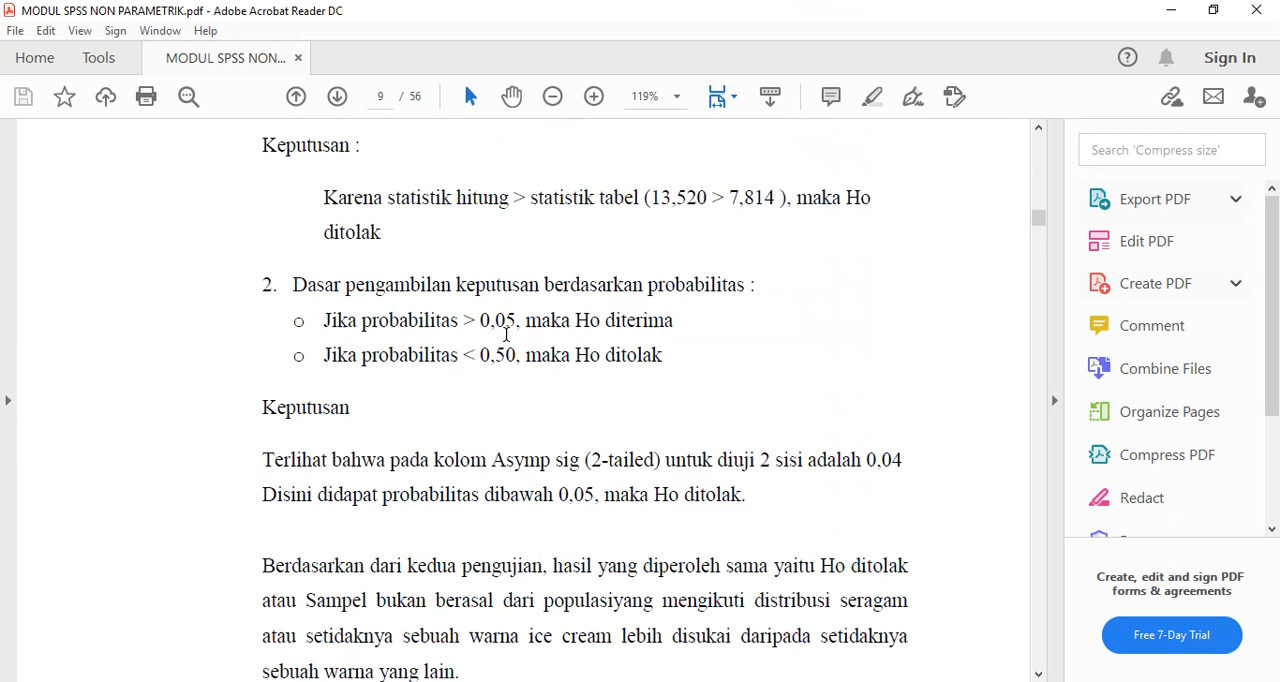 MODUL SPSS NON PARAMETRIK.pdf - Adobe Acrobat Reader DC
File Edit View Sign Window Help
Home Tools MODUL SPSS NON... × Sign In
9 / 56 119%
Keputusan :
Karena statistik hitung > statistik tabel (13,520 > 7,814 ), maka Ho
ditolak
2. Dasar pengambilan keputusan berdasarkan probabilitas :
o Jika probabilitas > 0,05, maka Ho diterima
o Jika probabilitas < 0,50, maka Ho ditolak
Keputusan
Terlihat bahwa pada kolom Asymp sig (2-tailed) untuk diuji 2 sisi adalah 0,04
Disini didapat probabilitas dibawah 0,05, maka Ho ditolak.
Berdasarkan dari kedua pengujian, hasil yang diperoleh sama yaitu Ho ditolak
atau Sampel bukan berasal dari populasiyang mengikuti distribusi seragam
atau setidaknya sebuah warna ice cream lebih disukai daripada setidaknya
sebuah warna yang lain.
Search 'Compress size'
Export PDF
Edit PDF
Create PDF
Comment
Combine Files
Organize Pages
Compress PDF
Redact
Create, edit and sign PDF
forms & agreements
Free 7-Day Trial